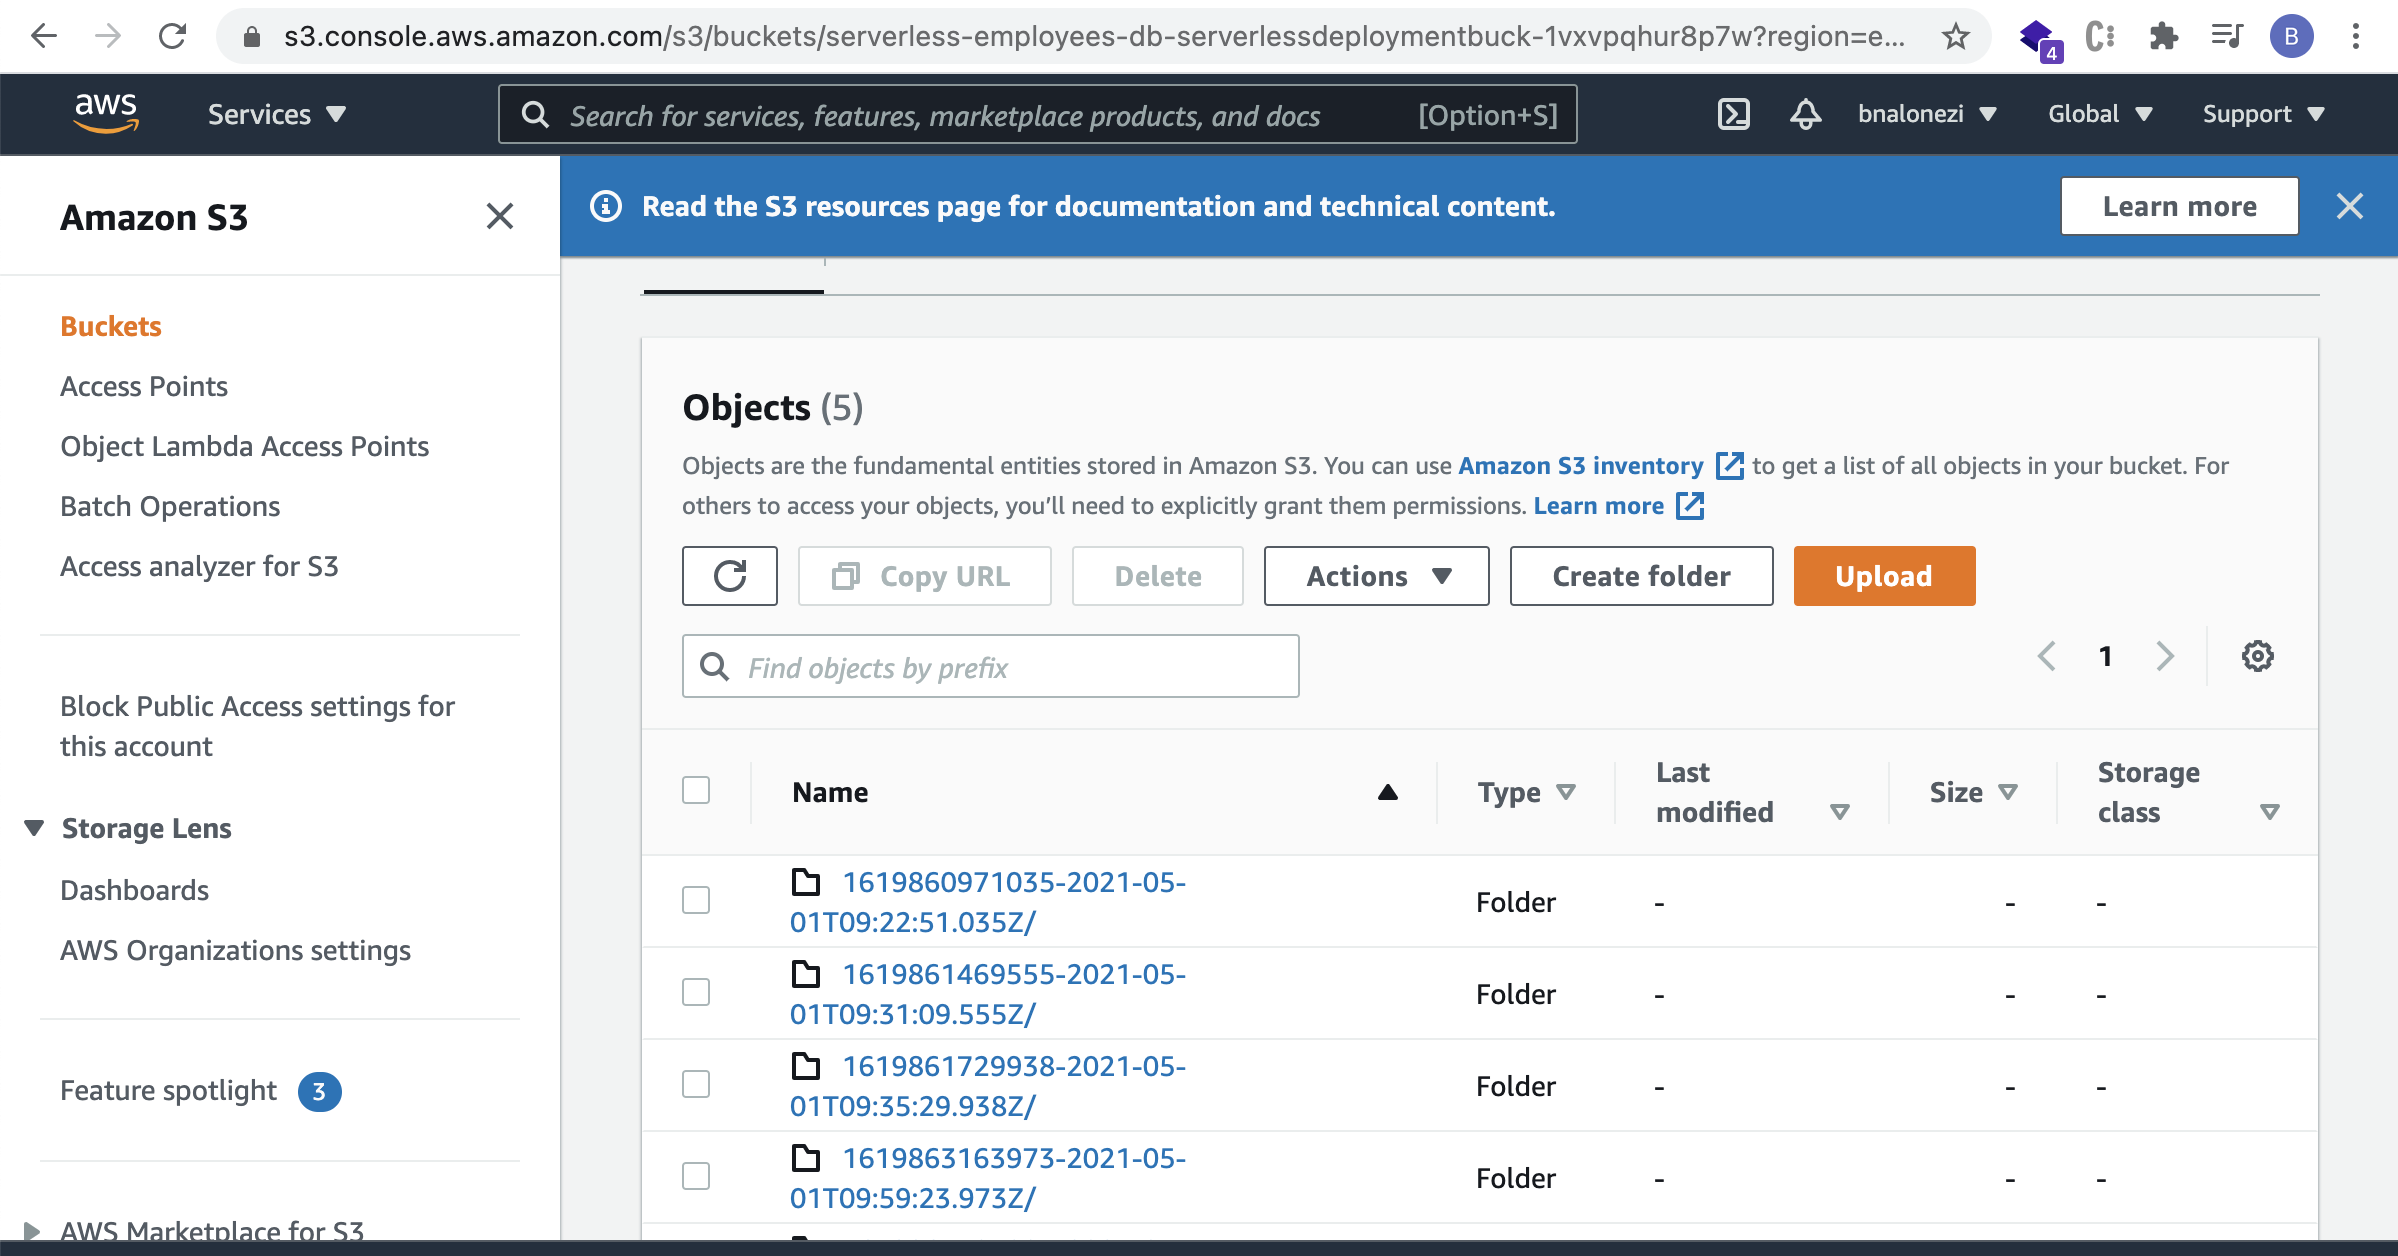 s3.console.aws.amazon.com/s3/buckets/serverless-employees-db-serverlessdeploymentbuck-1vxvpqhur8p7w?region=e...
4
B
aws
Services
Search for services, features, marketplace products, and docs
[Option+S]
bnalonezi
Global
Support
Amazon S3
Read the S3 resources page for documentation and technical content.
Learn more
Buckets
Access Points
Object Lambda Access Points
Batch Operations
Access analyzer for S3
Block Public Access settings for
this account
Storage Lens
Dashboards
AWS Organizations settings
Feature spotlight 3
AWS Marketplace for S3
Objects (5)
Objects are the fundamental entities stored in Amazon S3. You can use Amazon S3 inventory to get a list of all objects in your bucket. For
others to access your objects, you’ll need to explicitly grant them permissions. Learn more
Copy URL
Delete
Actions
Create folder
Upload
Find objects by prefix
1
Name
Type
Last
modified
Size
Storage
class
1619860971035-2021-05-
01T09:22:51.035Z/
Folder - - -
1619861469555-2021-05-
01T09:31:09.555Z/
Folder - - -
1619861729938-2021-05-
01T09:35:29.938Z/
Folder - - -
1619863163973-2021-05-
01T09:59:23.973Z/
Folder - - -